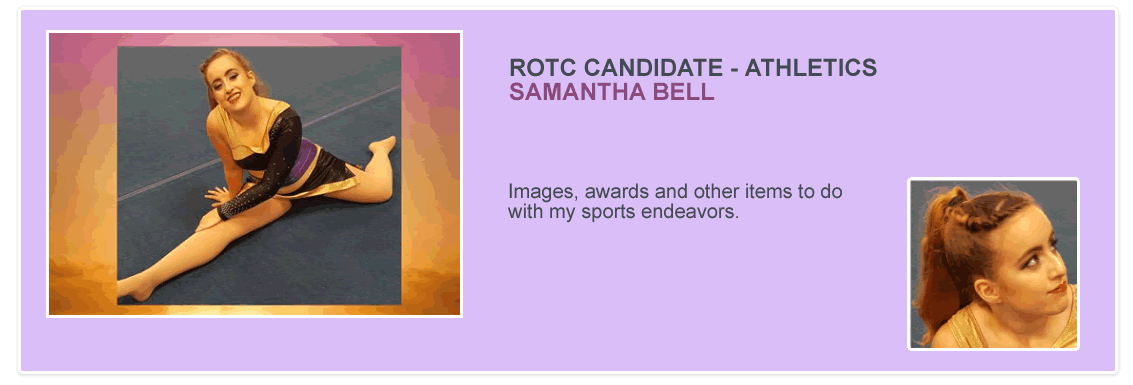 ROTC CANDIDATE - ATHLETICS
SAMANTHA BELL
Images, awards and other items to do
with my sports endeavors.